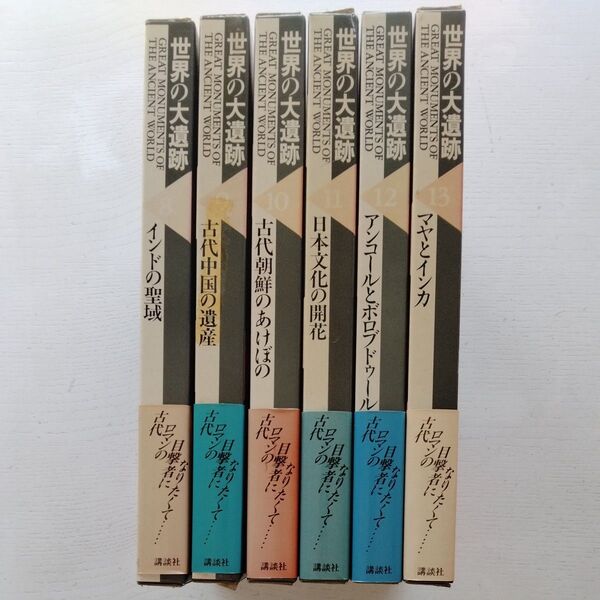 世界の大遺跡
GREAT MONUMENTS OF
THE ANCIENT WORLD
8
インドの聖域
古代
ロマンの
目撃者に
なりたくて……
講談社
世界の大遺跡
GREAT MONUMENTS OF
THE ANCIENT WORLD
9
古代中国の遺産
古代
ロマンの
目撃者に
なりたくて……
講談社
世界の大遺跡
GREAT MONUMENTS OF
THE ANCIENT WORLD
10
古代朝鮮のあけぼの
古代
ロマンの
目撃者に
なりたくて……
講談社
世界の大遺跡
GREAT MONUMENTS OF
THE ANCIENT WORLD
11
日本文化の開花
古代
ロマンの
目撃者に
なりたくて……
講談社
世界の大遺跡
GREAT MONUMENTS OF
THE ANCIENT WORLD
12
アンコールとボロブドゥール
古代
ロマンの
目撃者に
なりたくて……
講談社
世界の大遺跡
GREAT MONUMENTS OF
THE ANCIENT WORLD
13
マヤとインカ
古代
ロマンの
目撃者に
なりたくて……
講談社